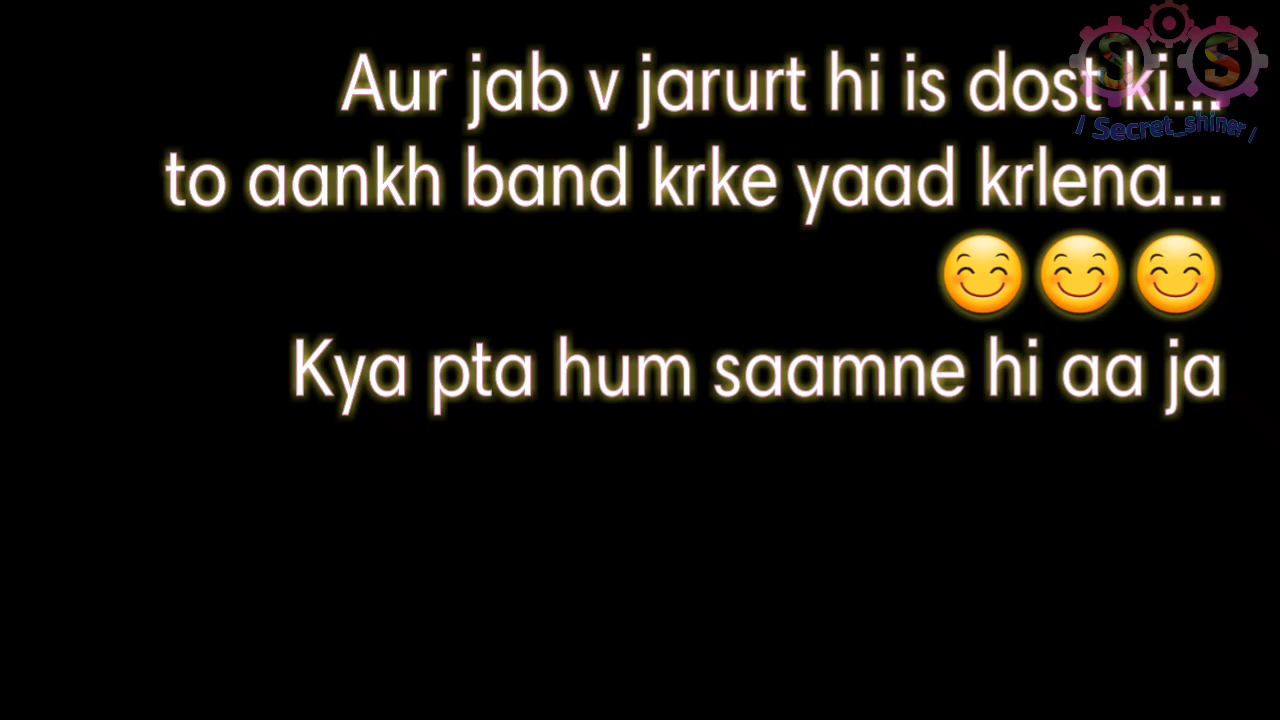 Aur jab v jarurt hi is dost ki...
to aankh band krke yaad krlena...
😊😊😊
Kya pta hum saamne hi aa ja
S S
/ Secret_shiner /